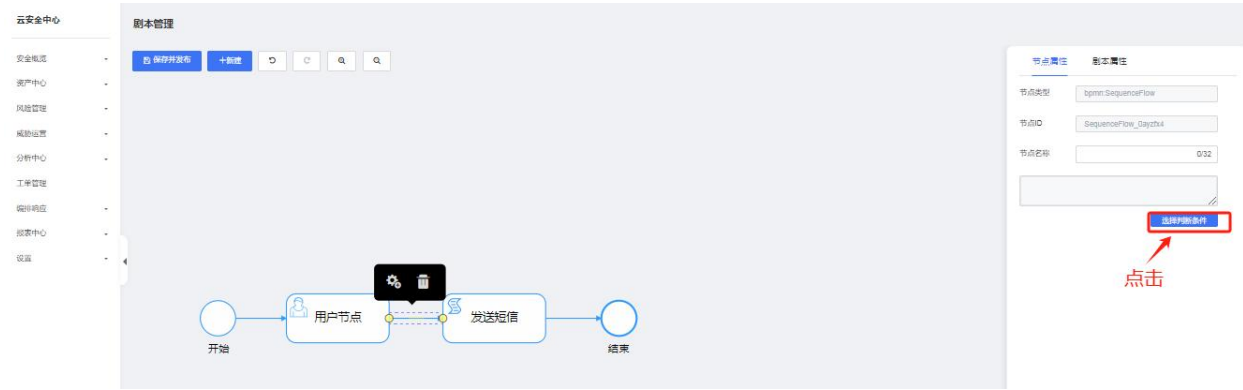 云安全中心
剧本管理
安全概览
资产中心
风险管理
威胁运营
分析中心
工单管理
编排响应
报表中心
设置
保存并发布
+新建
节点属性
剧本属性
节点类型
bpmn:SequenceFlow
节点ID
SequenceFlow_0ayzfx4
节点名称
0/32
选择判断条件
点击
用户节点
发送短信
开始
结束